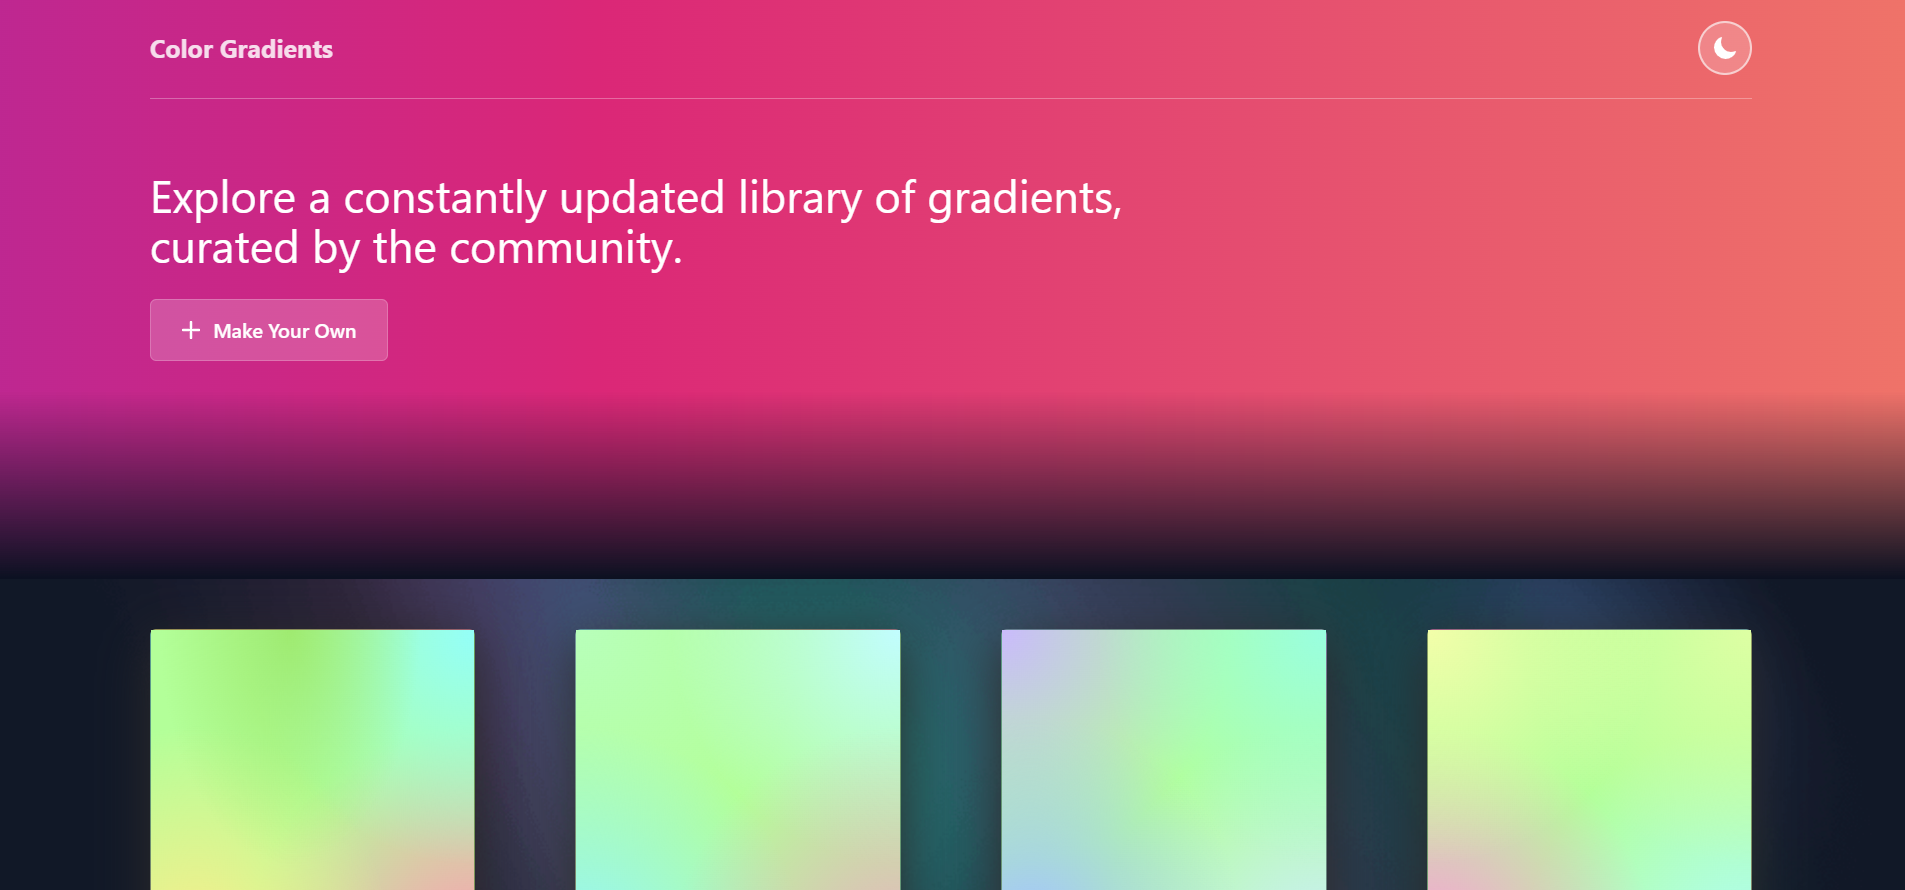 Color Gradients
Explore a constantly updated library of gradients,
curated by the community.
Make Your Own